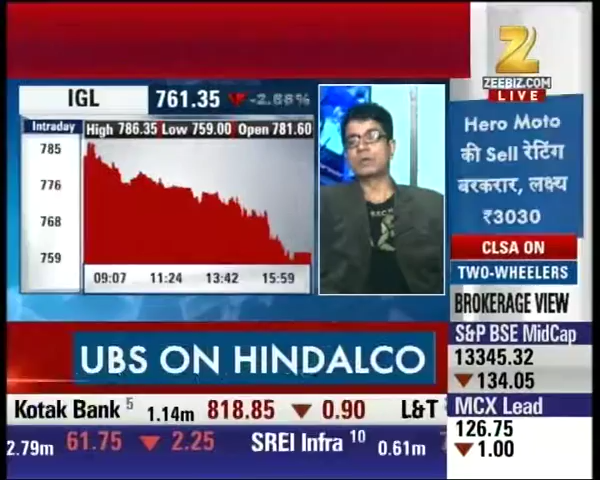 ZEEBIZ.COM
LIVE
IGL 761.35 -2.88%
Intraday High 786.35 Low 759.00 Open 781.60
785
776
768
759
09:07 11:24 13:42 15:59
Hero Moto
की Sell रेटिंग
बरकरार, लक्ष्य
₹3030
CLSA ON
TWO-WHEELERS
BROKERAGE VIEW
UBS ON HINDALCO
S&P BSE MidCap
13345.32
134.05
Kotak Bank 5 1.14m 818.85 0.90 L&T
MCX Lead
126.75
1.00
2.79m 61.75 2.25 SREI Infra 10 0.61m